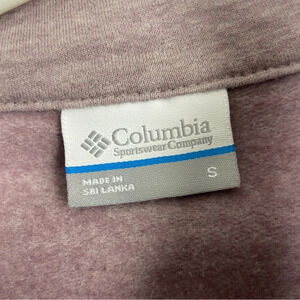 Columbia
Sportswear Company
MADE IN
SRI LANKA
S